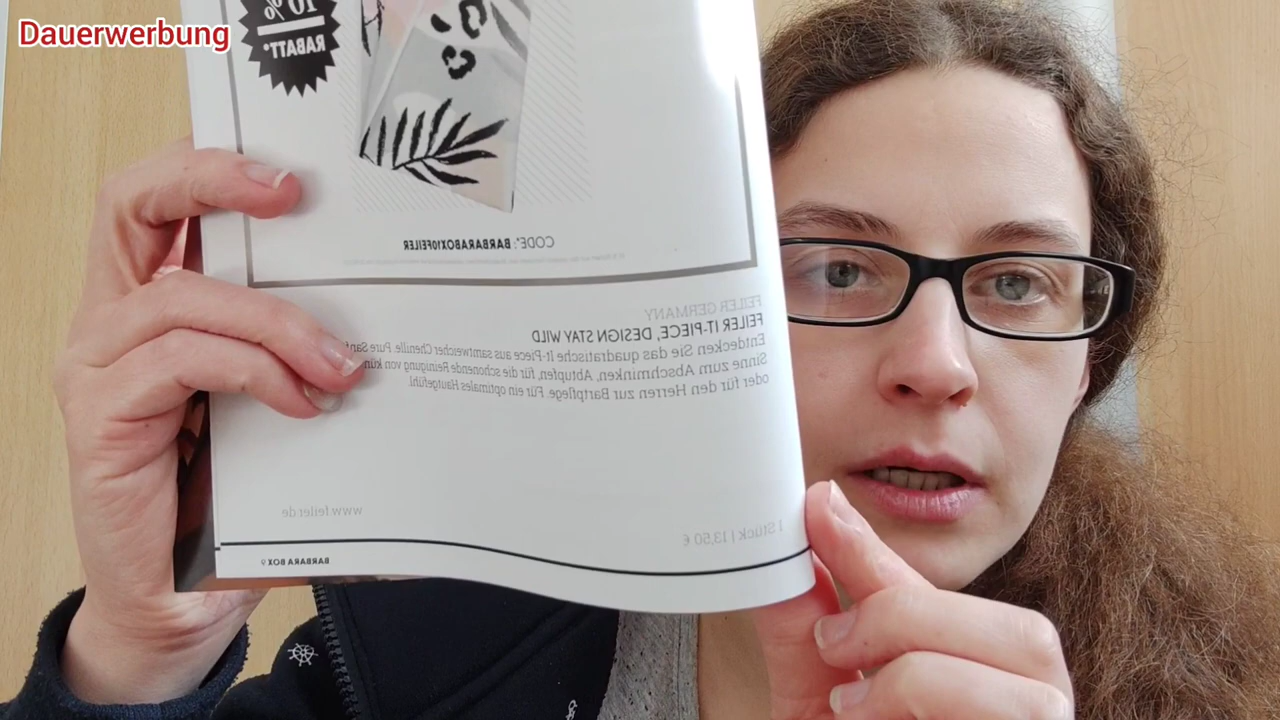 Dauerwerbung
10%
RABATT*
CODE*: BARBARABOX10FEILER
FEILER GERMANY
FEILER IT-PIECE, DESIGN STAY WILD
Entdecken Sie das quadratische It-Piece aus samtweicher Chenille. Pure
Sinne zum Abschminken, Abtupfen, für die schonende Reinigung von
oder für den Herren zur Bartpflege. Für ein optimales Hautgefühl.
www.feiler.de
1 Stück / 13,50 €
BARBARA BOX 9